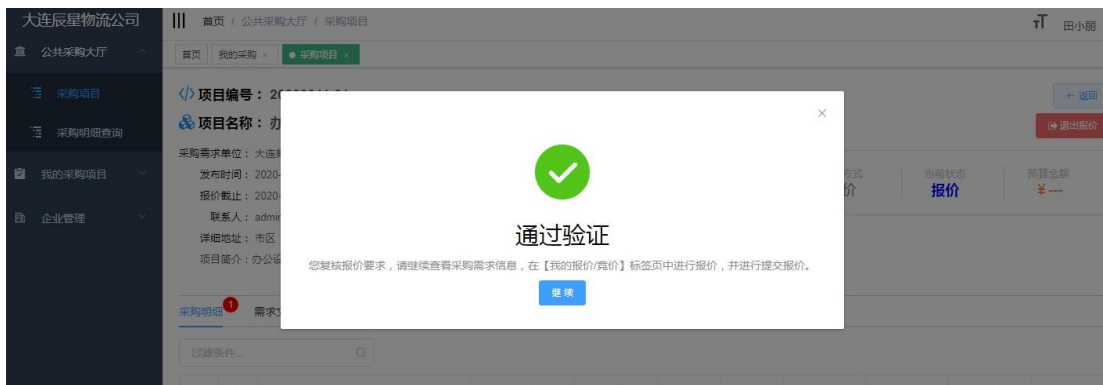 大连辰星物流公司
首页 / 公共采购大厅 / 采购项目
田小丽
公共采购大厅
首页
我的采购 ×
采购项目 ×
采购项目
采购明细查询
我的采购项目
企业管理
项目编号：
← 返回
项目名称：办
退出报价
采购需求单位：大连
发布时间：2020-
报价截止：2020-
联系人：admin
详细地址：市区
项目简介：办公设
当前状态
报价
预算金额
¥ ---
×
通过验证
您复核报价要求，请继续查看采购需求信息，在【我的报价/竞价】标签页中进行报价，并进行提交报价。
继续
采购明细 1
需求文
过滤条件...